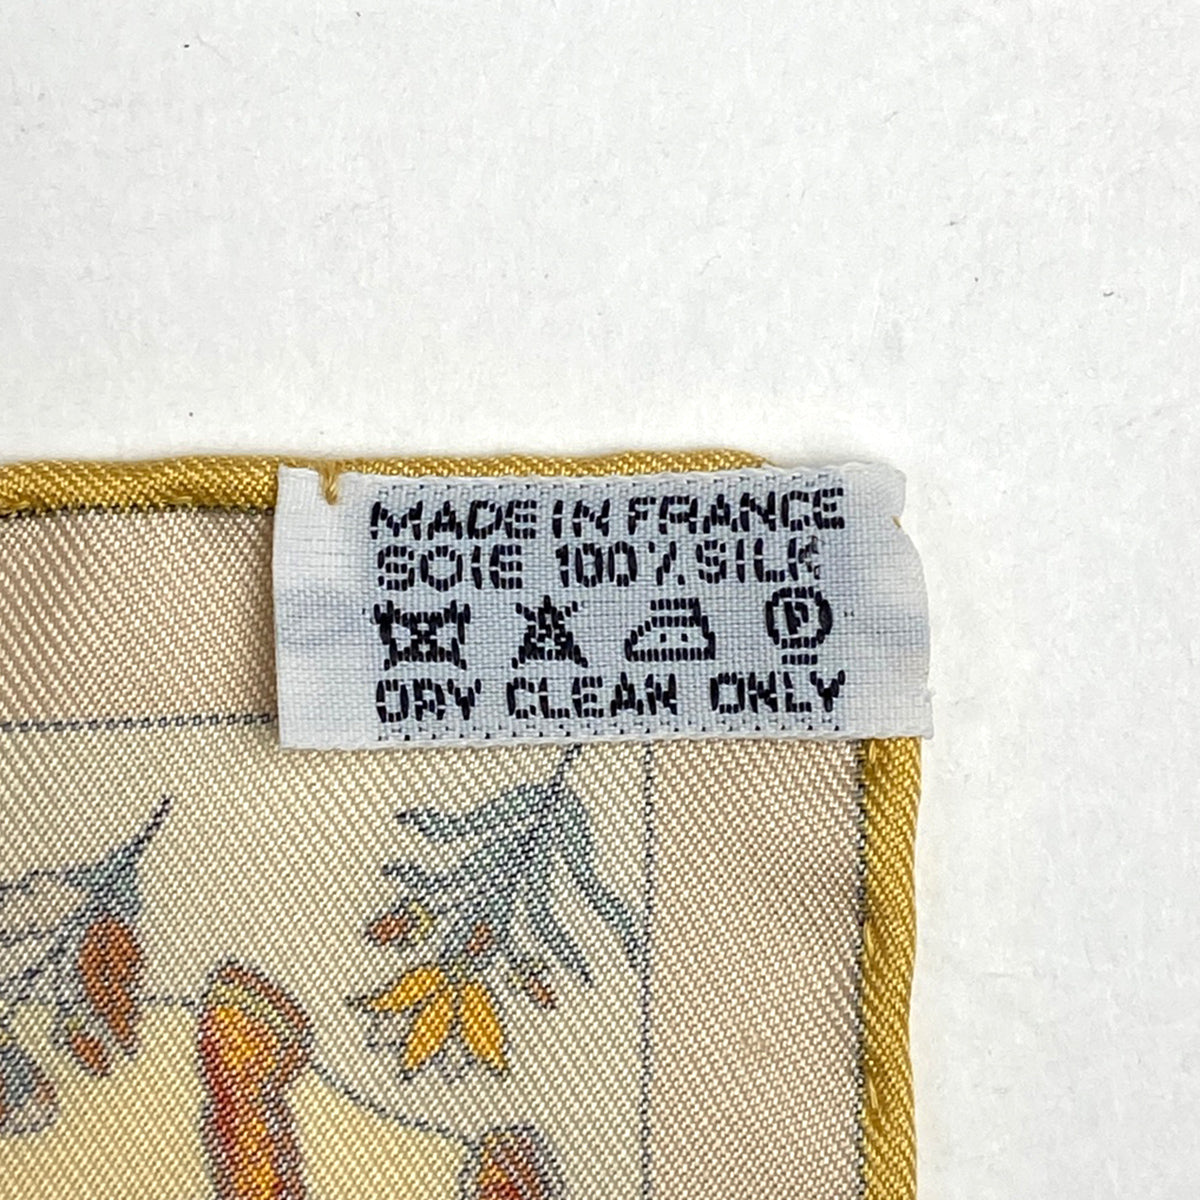 MADE IN FRANCE
SOIE 100% SILK
P
DRY CLEAN ONLY